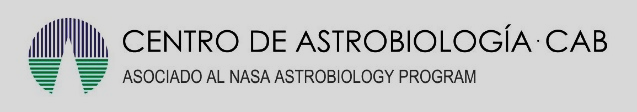 CENTRO DE ASTROBIOLOGÍA · CAB
ASOCIADO AL NASA ASTROBIOLOGY PROGRAM